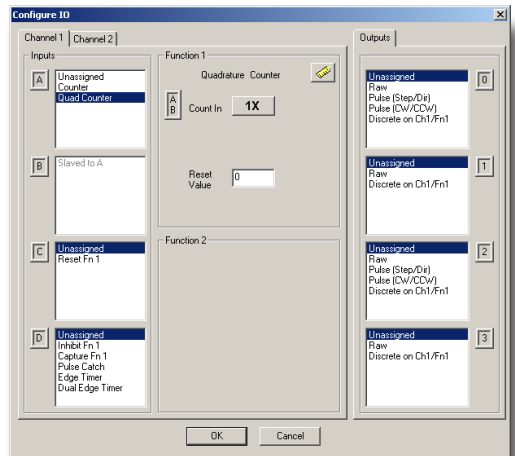 Configure IO
Channel 1
Channel 2
Inputs
A
Unassigned
Counter
Quad Counter
B
Slaved to A
C
Unassigned
Reset Fn 1
D
Unassigned
Inhibit Fn 1
Capture Fn 1
Pulse Catch
Edge Timer
Dual Edge Timer
Function 1
Quadrature Counter
A
B
Count In
1X
Reset
Value
0
Function 2
Outputs
Unassigned
Raw
Pulse (Step/Dir)
Pulse (CW/CCW)
Discrete on Ch1/Fn1
0
Unassigned
Raw
Discrete on Ch1/Fn1
1
Unassigned
Raw
Pulse (Step/Dir)
Pulse (CW/CCW)
Discrete on Ch1/Fn1
2
Unassigned
Raw
Discrete on Ch1/Fn1
3
OK
Cancel